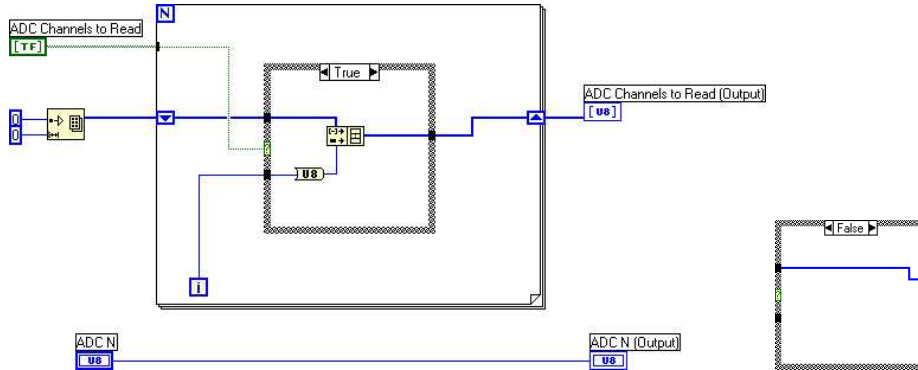 N
ADC Channels to Read
[TF]
True
ADC Channels to Read (Output)
[U8]
0
0
?
U8
False
?
i
ADC N
U8
ADC N (Output)
U8